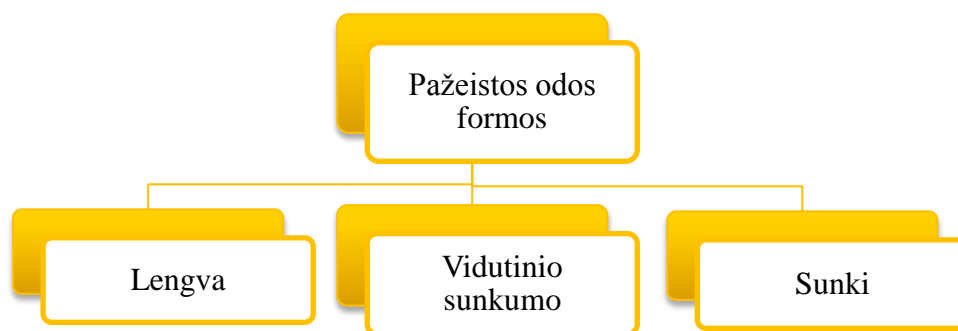 Pažeistos odos
formos
Lengva
Vidutinio
sunkumo
Sunki